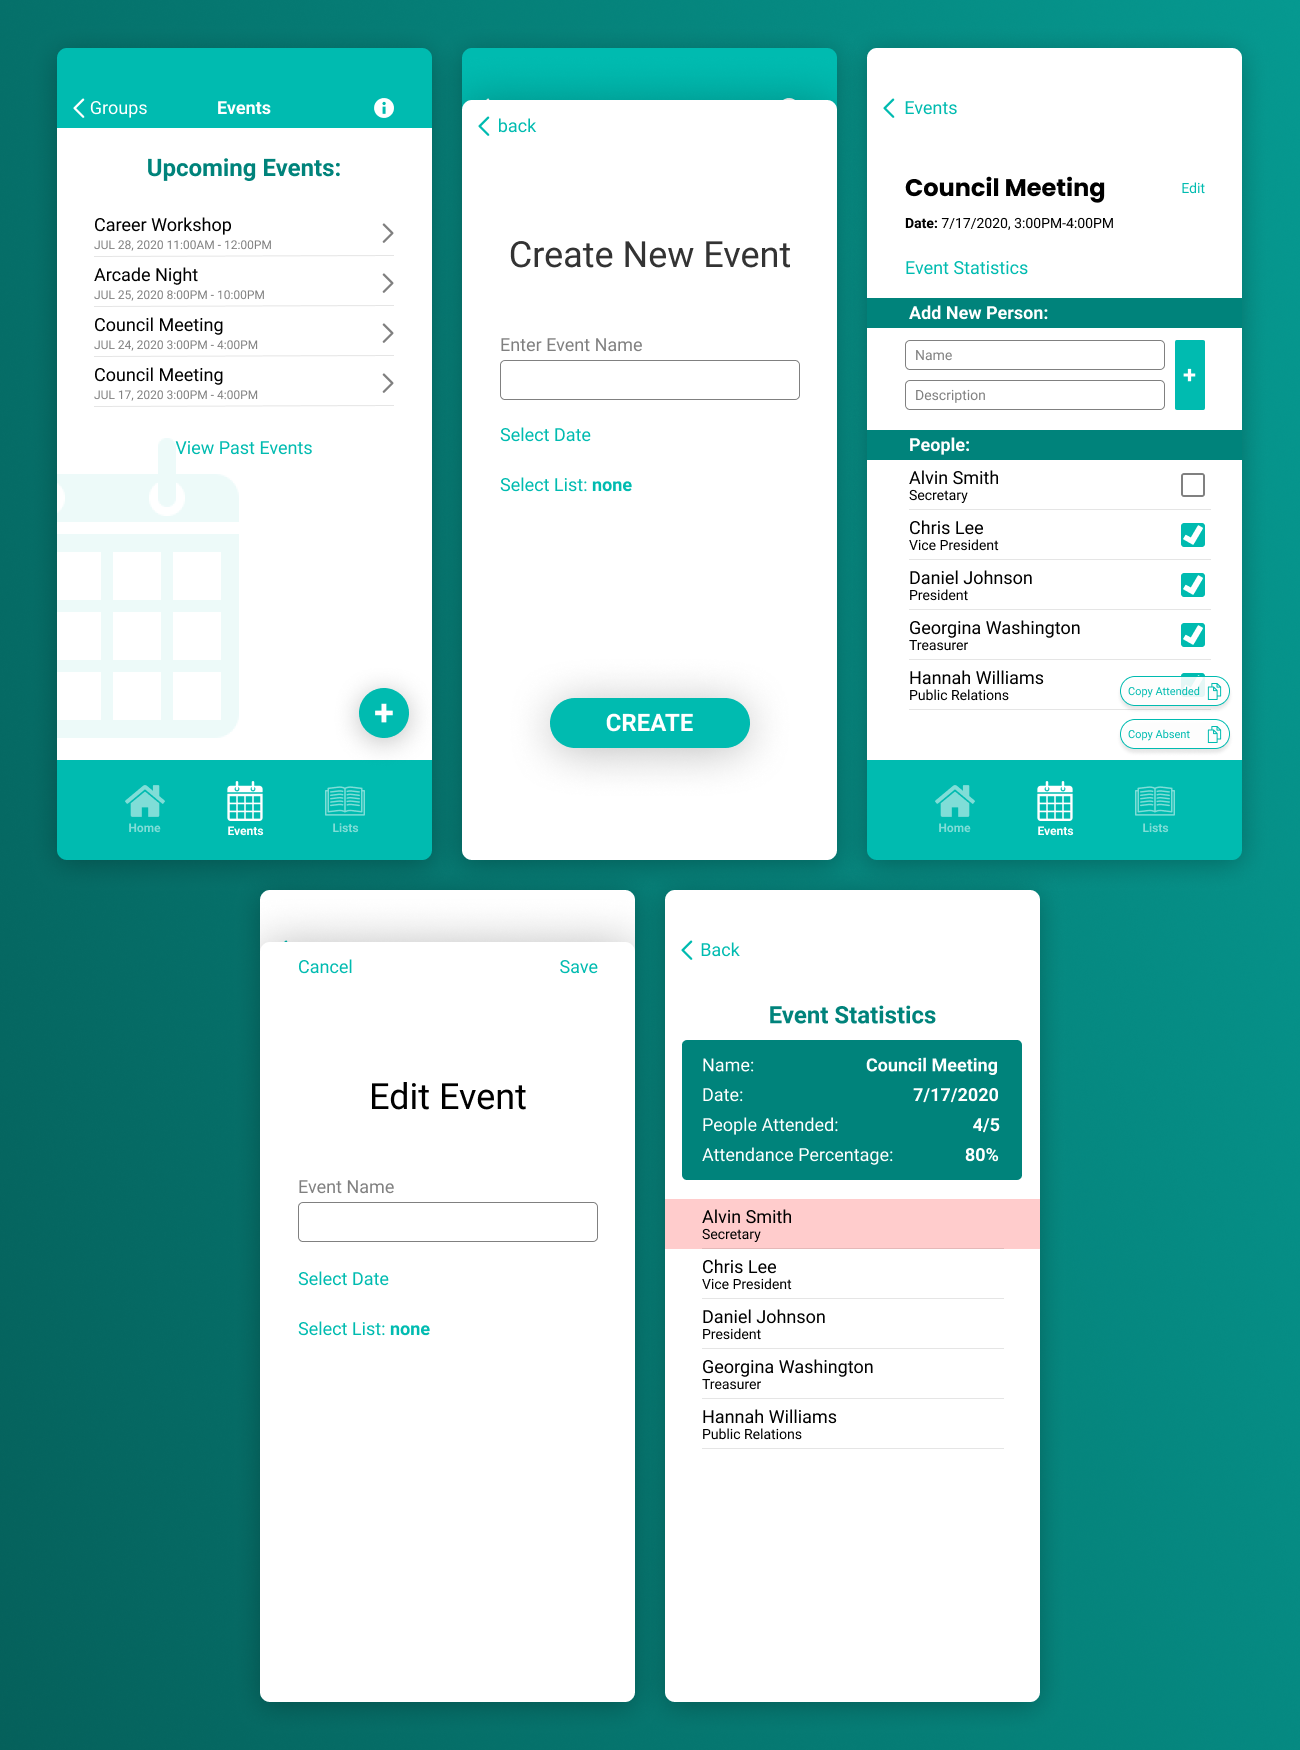 Groups
Events
Upcoming Events:
Career Workshop
JUL 28, 2020 11:00AM - 12:00PM
Arcade Night
JUL 25, 2020 8:00PM - 10:00PM
Council Meeting
JUL 24, 2020 3:00PM - 4:00PM
Council Meeting
JUL 17, 2020 3:00PM - 4:00PM
View Past Events
+
Home
Events
Lists
back
Create New Event
Enter Event Name
Select Date
Select List: none
CREATE
Events
Council Meeting
Edit
Date: 7/17/2020, 3:00PM-4:00PM
Event Statistics
Add New Person:
Name
Description
+
People:
Alvin Smith
Secretary
Chris Lee
Vice President
Daniel Johnson
President
Georgina Washington
Treasurer
Hannah Williams
Public Relations
Copy Attended
Copy Absent
Home
Events
Lists
Cancel
Save
Edit Event
Event Name
Select Date
Select List: none
Back
Event Statistics
Name: Council Meeting
Date: 7/17/2020
People Attended: 4/5
Attendance Percentage: 80%
Alvin Smith
Secretary
Chris Lee
Vice President
Daniel Johnson
President
Georgina Washington
Treasurer
Hannah Williams
Public Relations